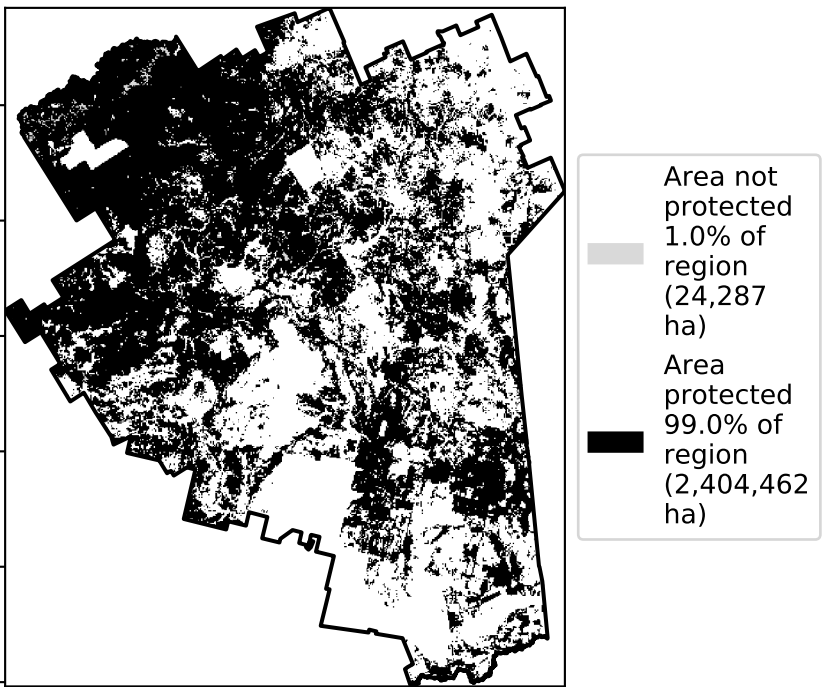 Area not
protected
1.0% of
region
(24,287
ha)
Area
protected
99.0% of
region
(2,404,462
ha)